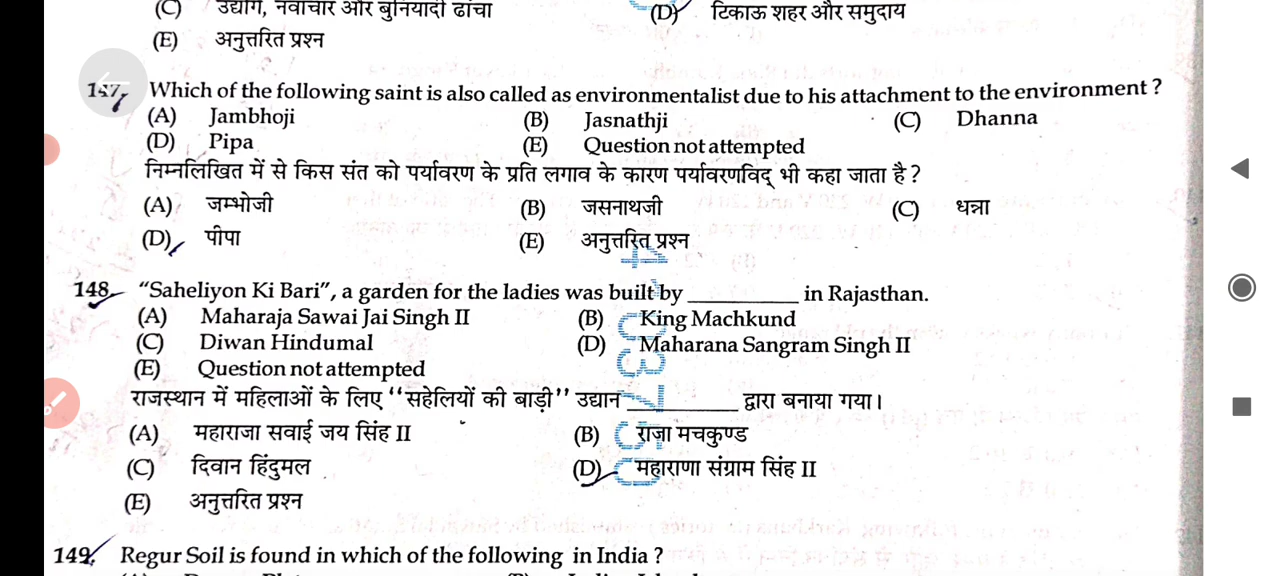 (C) उद्योग, नवाचार और बुनियादी ढांचा (D) टिकाऊ शहर और समुदाय
(E) अनुत्तरित प्रश्न
147. Which of the following saint is also called as environmentalist due to his attachment to the environment ?
(A) Jambhoji (B) Jasnathji (C) Dhanna
(D) Pipa (E) Question not attempted
निम्नलिखित में से किस संत को पर्यावरण के प्रति लगाव के कारण पर्यावरणविद् भी कहा जाता है ?
(A) जम्भोजी (B) जसनाथजी (C) धन्ना
(D) पीपा (E) अनुत्तरित प्रश्न
148. “Saheliyon Ki Bari”, a garden for the ladies was built by __________ in Rajasthan.
(A) Maharaja Sawai Jai Singh II (B) King Machkund
(C) Diwan Hindumal (D) Maharana Sangram Singh II
(E) Question not attempted
राजस्थान में महिलाओं के लिए “सहेलियों की बाड़ी” उद्यान __________ द्वारा बनाया गया।
(A) महाराजा सवाई जय सिंह II (B) राजा मचकुण्ड
(C) दिवान हिंदुमल (D) महाराणा संग्राम सिंह II
(E) अनुत्तरित प्रश्न
149. Regur Soil is found in which of the following in India ?